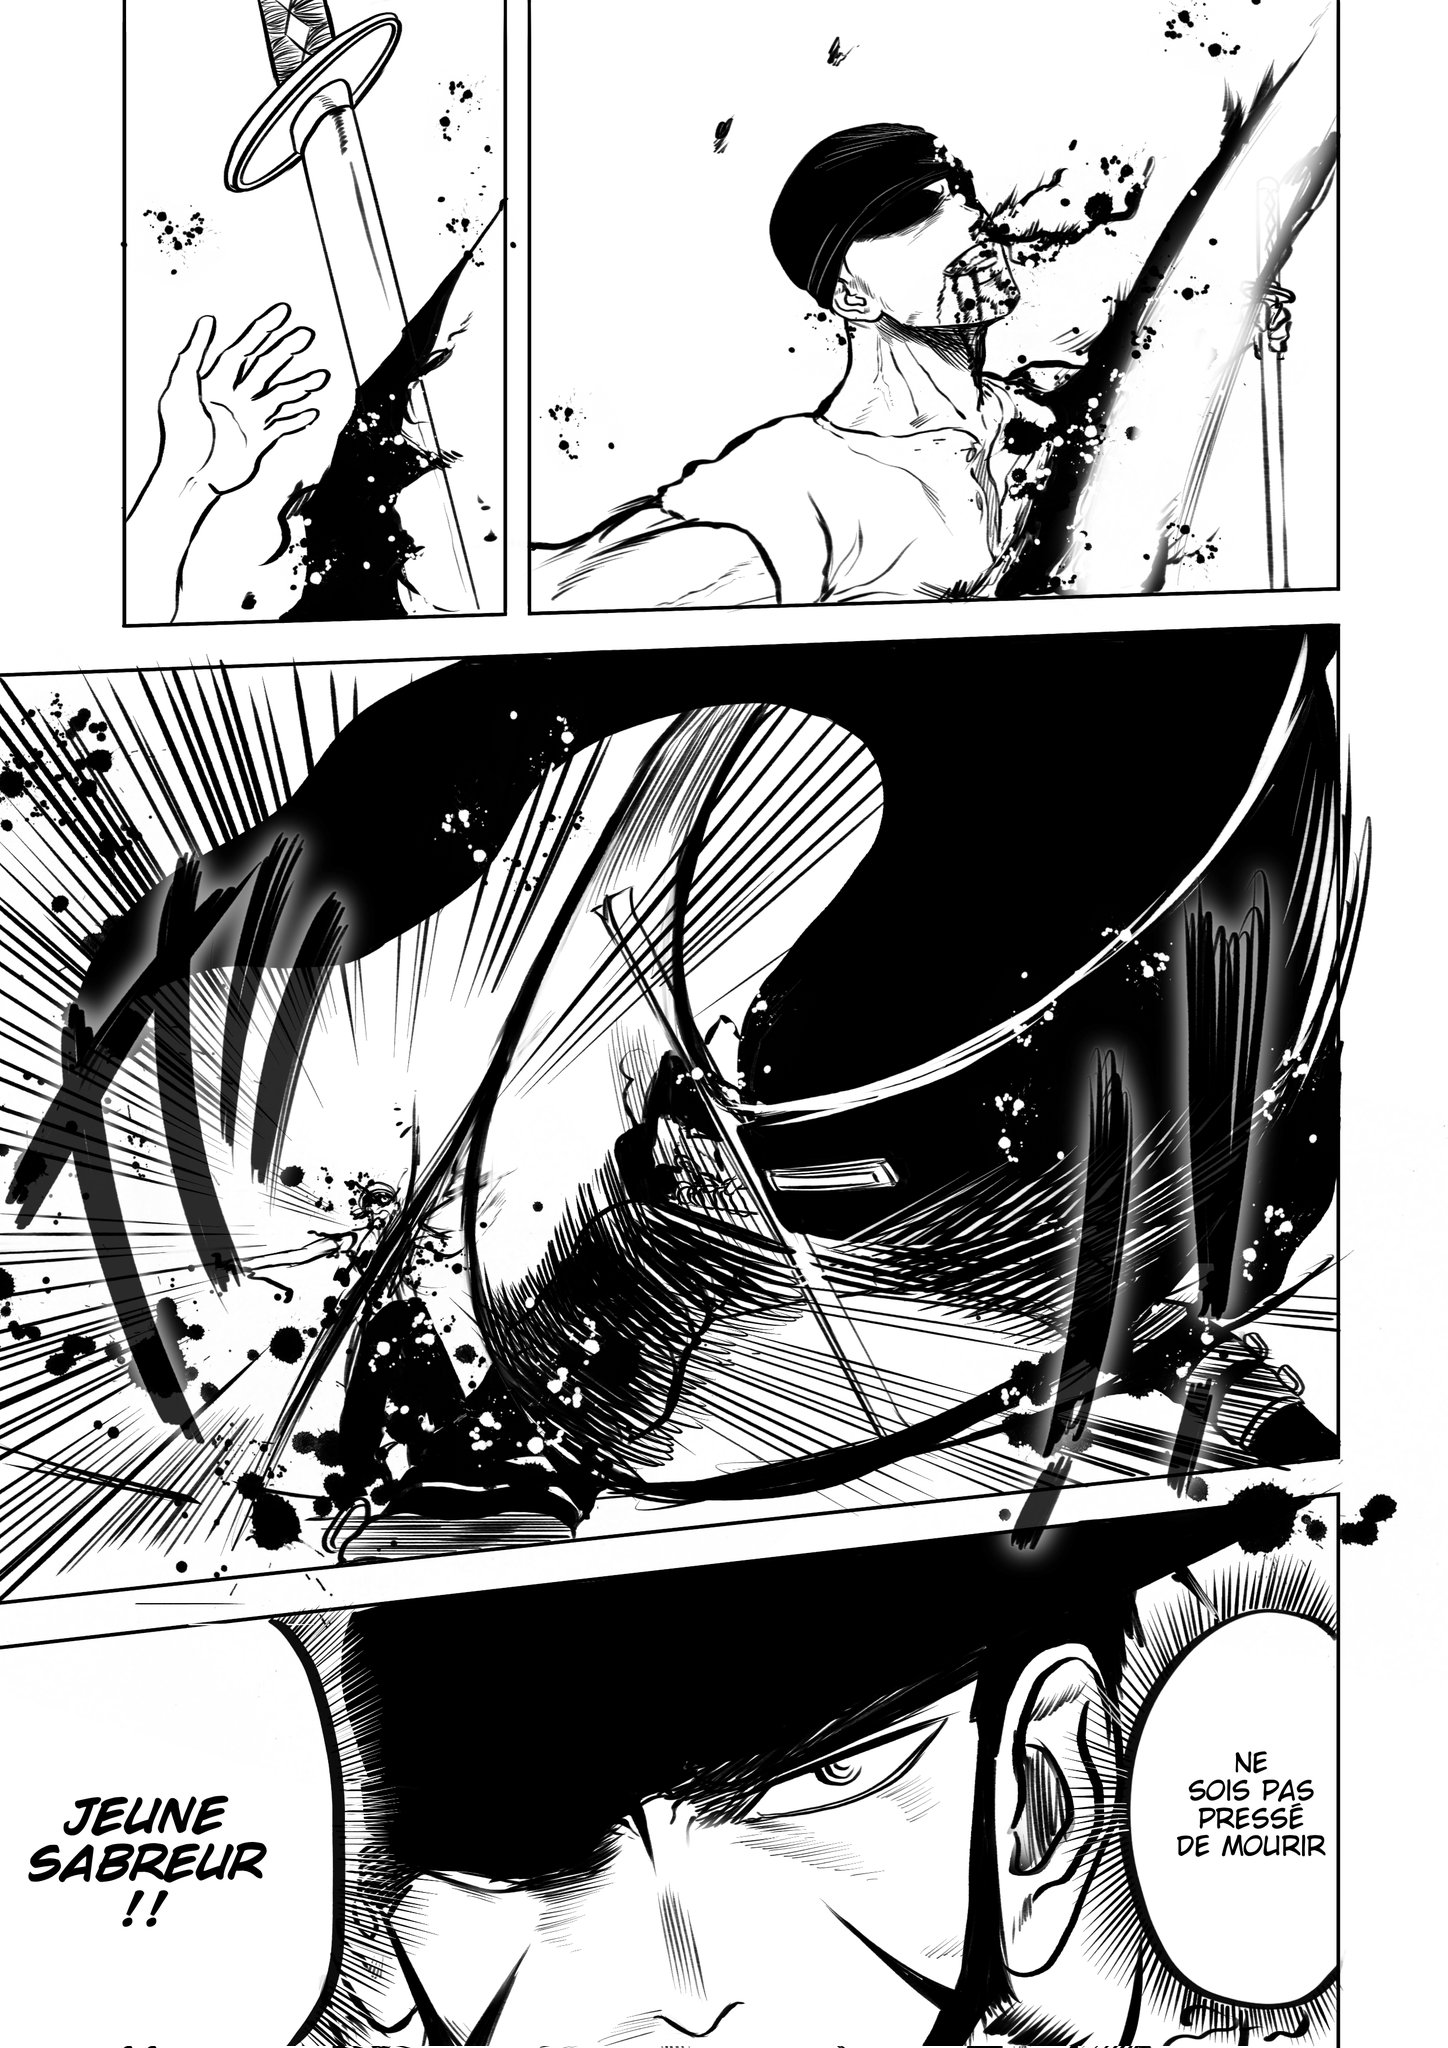 NE
SOIS PAS
PRESSÉ
DE MOURIR
JEUNE
SABREUR
!!